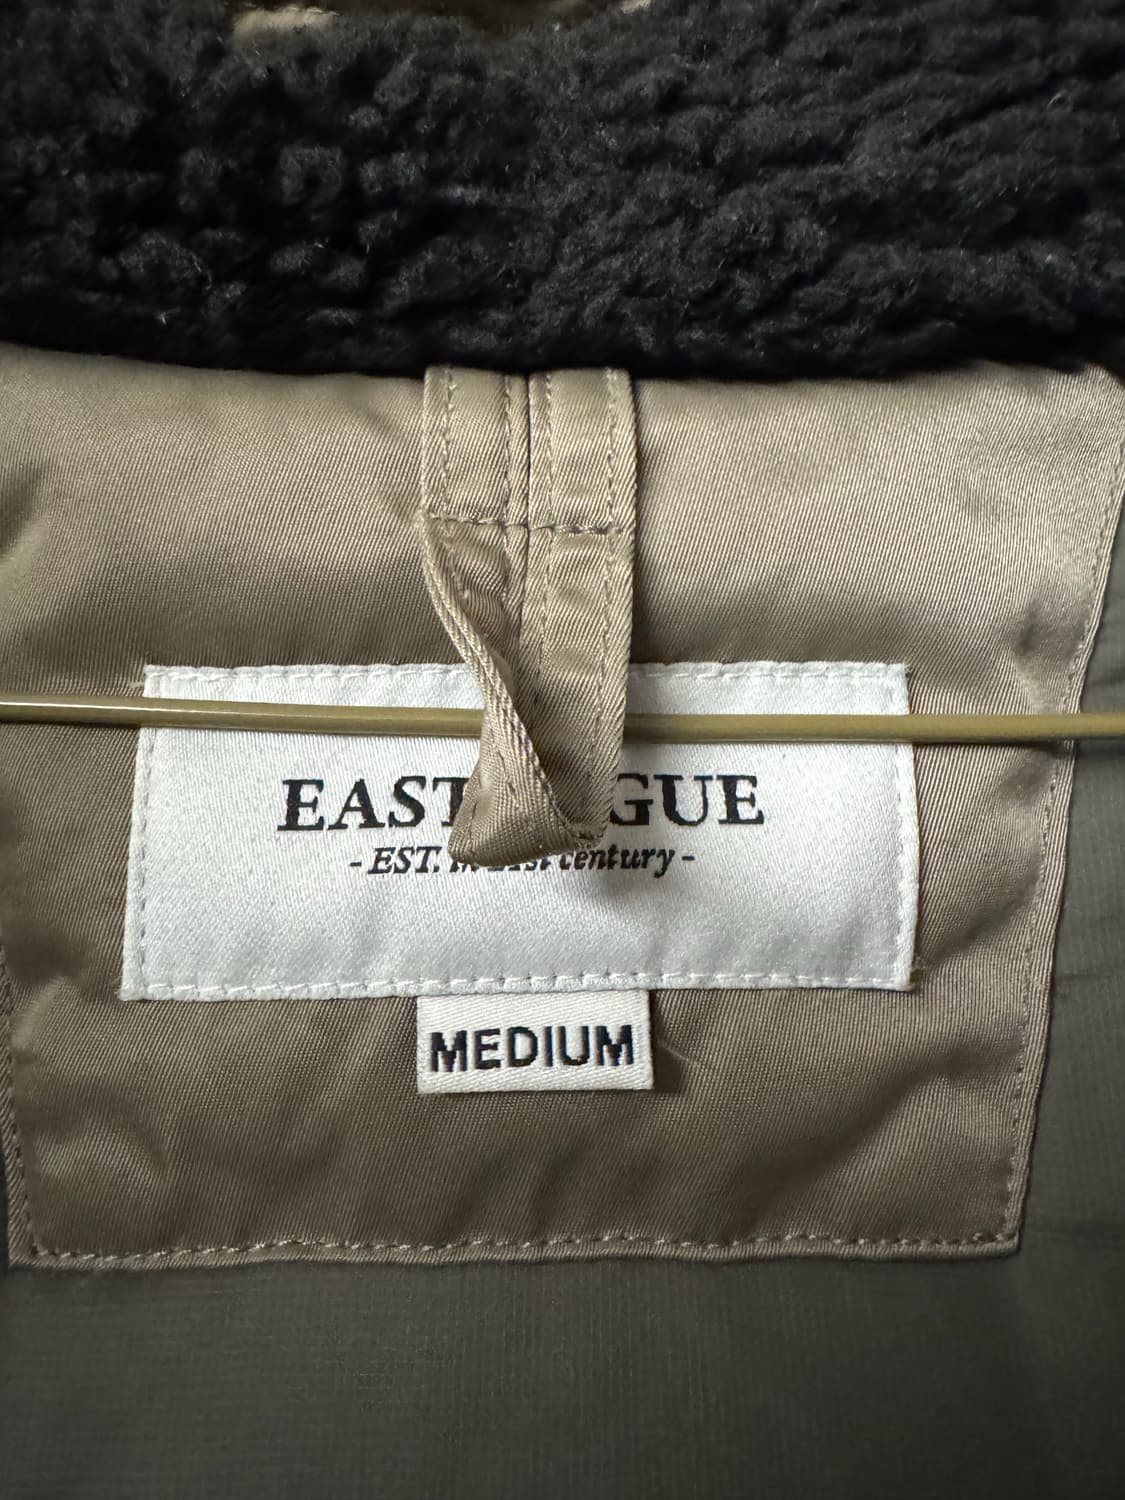 EAST GUE
- EST. century -
MEDIUM